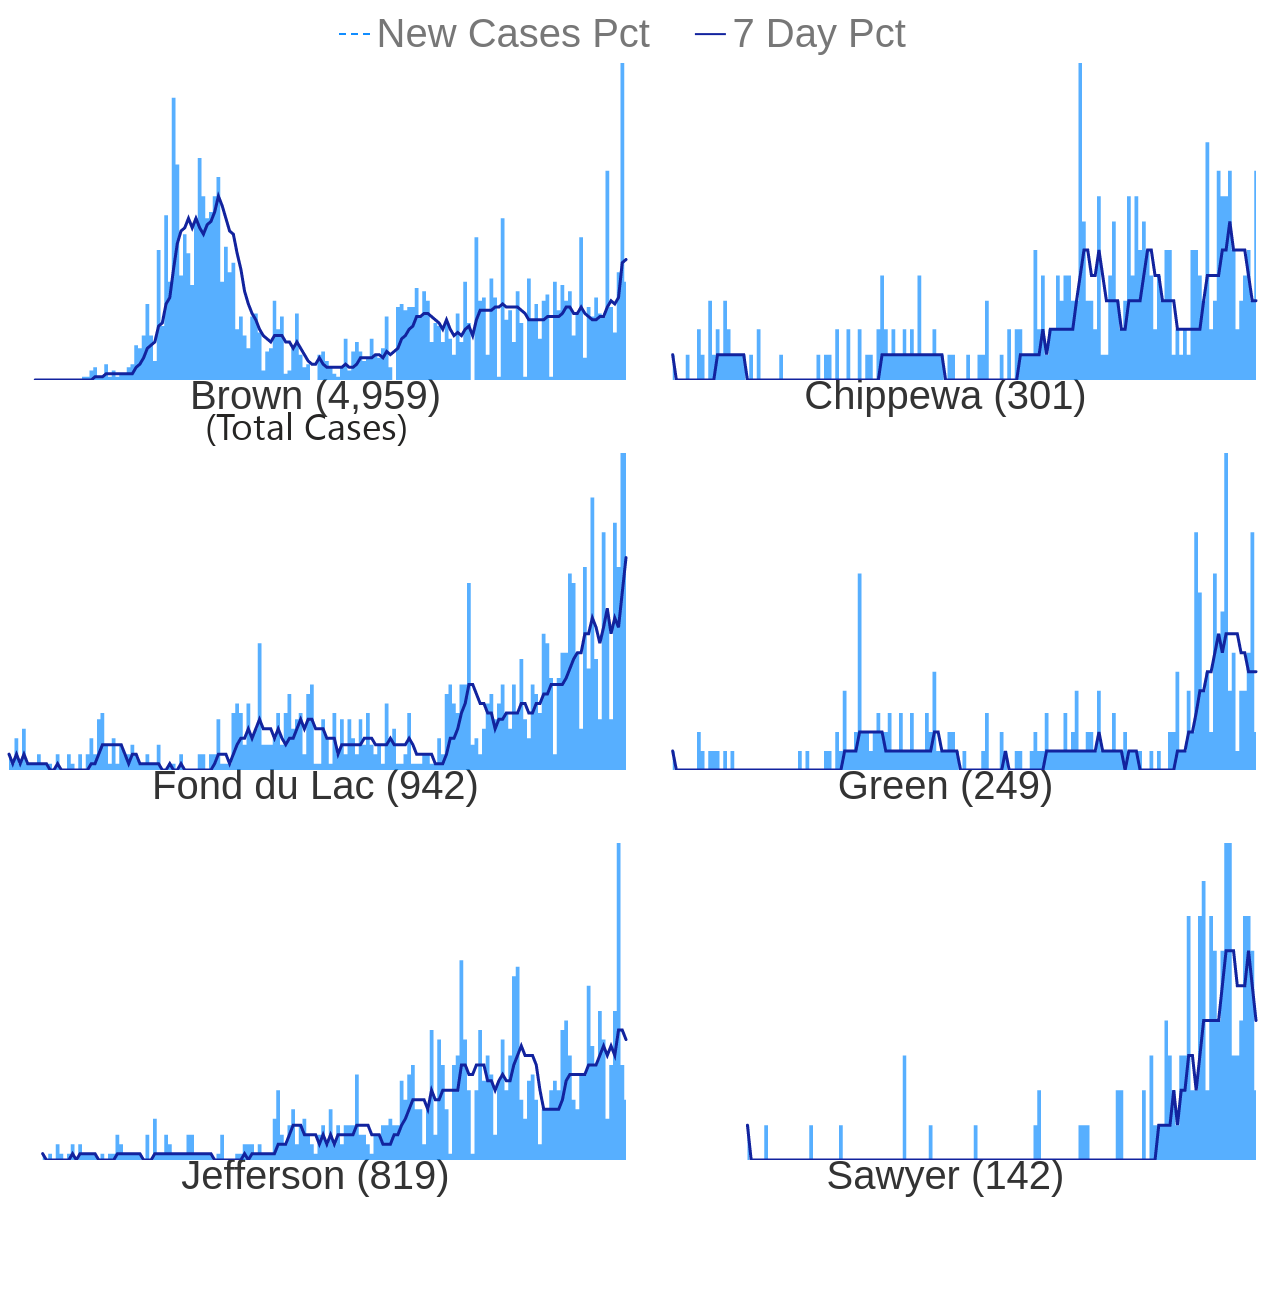 New Cases Pct 7 Day Pct
Brown (4,959)
(Total Cases)
Chippewa (301)
Fond du Lac (942)
Green (249)
Jefferson (819)
Sawyer (142)